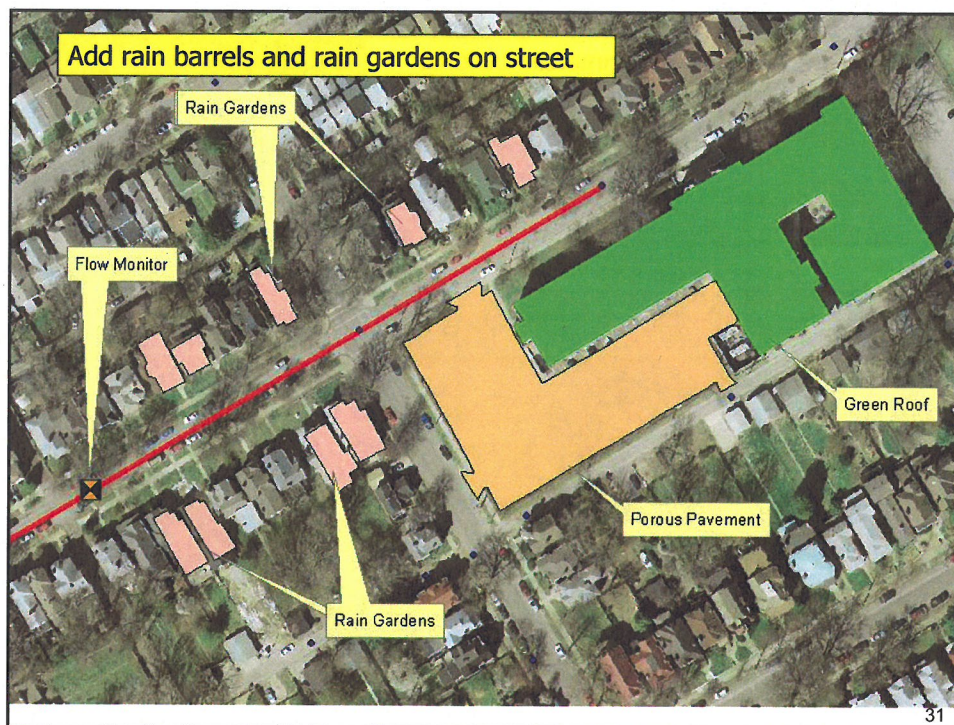 Add rain barrels and rain gardens on street
Rain Gardens
Flow Monitor
Green Roof
Porous Pavement
Rain Gardens
31